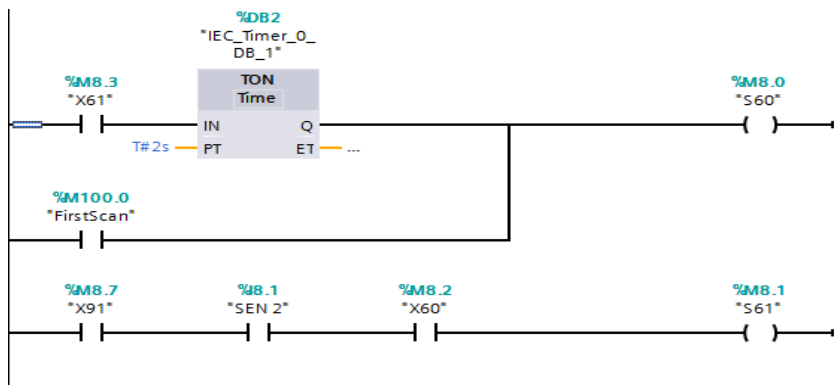 %DB2
"IEC_Timer_0_
DB_1"
%M8.3
"X61"
TON
Time
%M8.0
"S60"
IN Q
T#2s PT ET ...
%M100.0
"FirstScan"
%M8.7 %I8.1 %M8.2 %M8.1
"X91" "SEN 2" "X60" "S61"